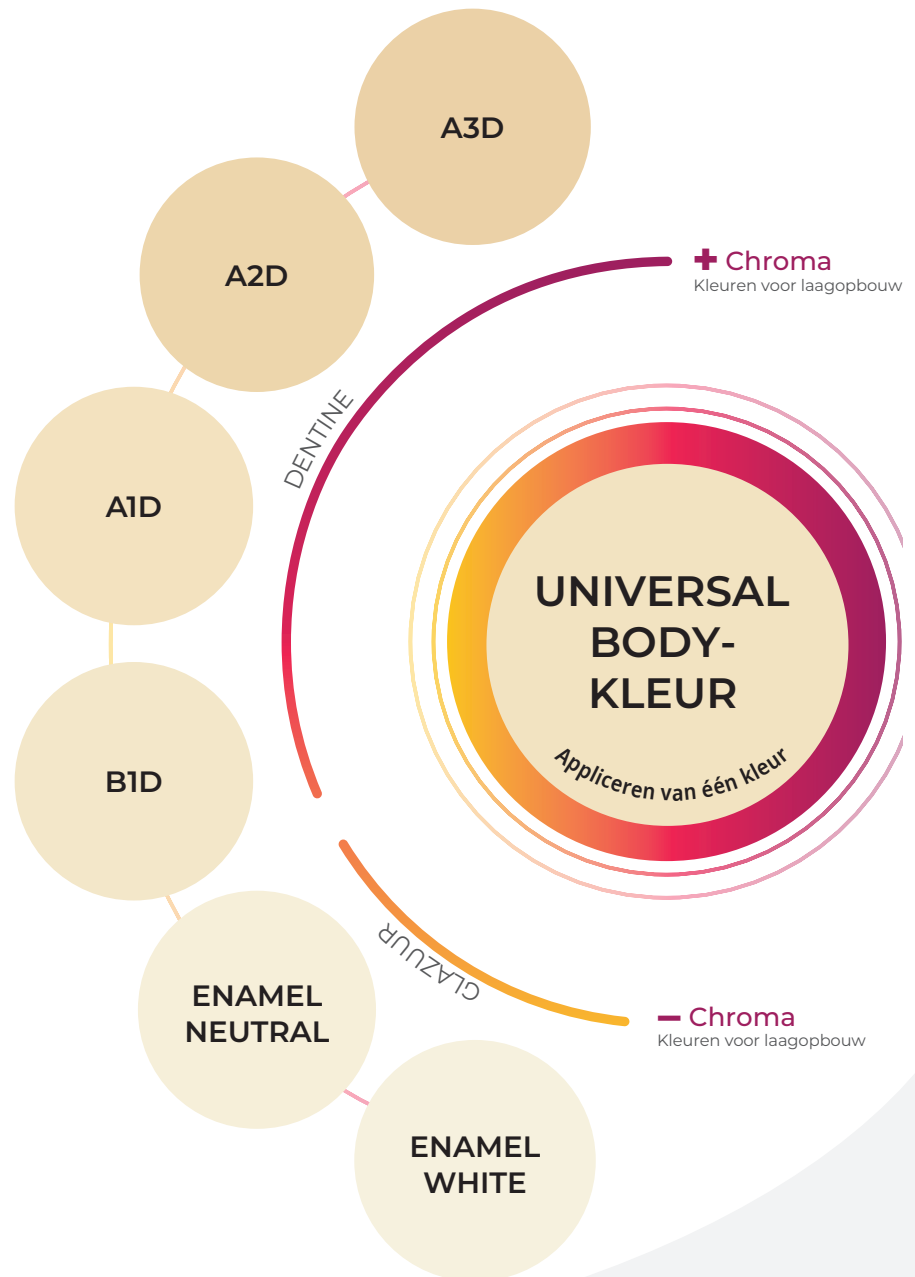 A3D
A2D
+ Chroma
Kleuren voor laagopbouw
DENTINE
A1D
UNIVERSAL
BODY-
KLEUR
Appliceren van één kleur
B1D
GLAZUUR
ENAMEL
NEUTRAL
– Chroma
Kleuren voor laagopbouw
ENAMEL
WHITE